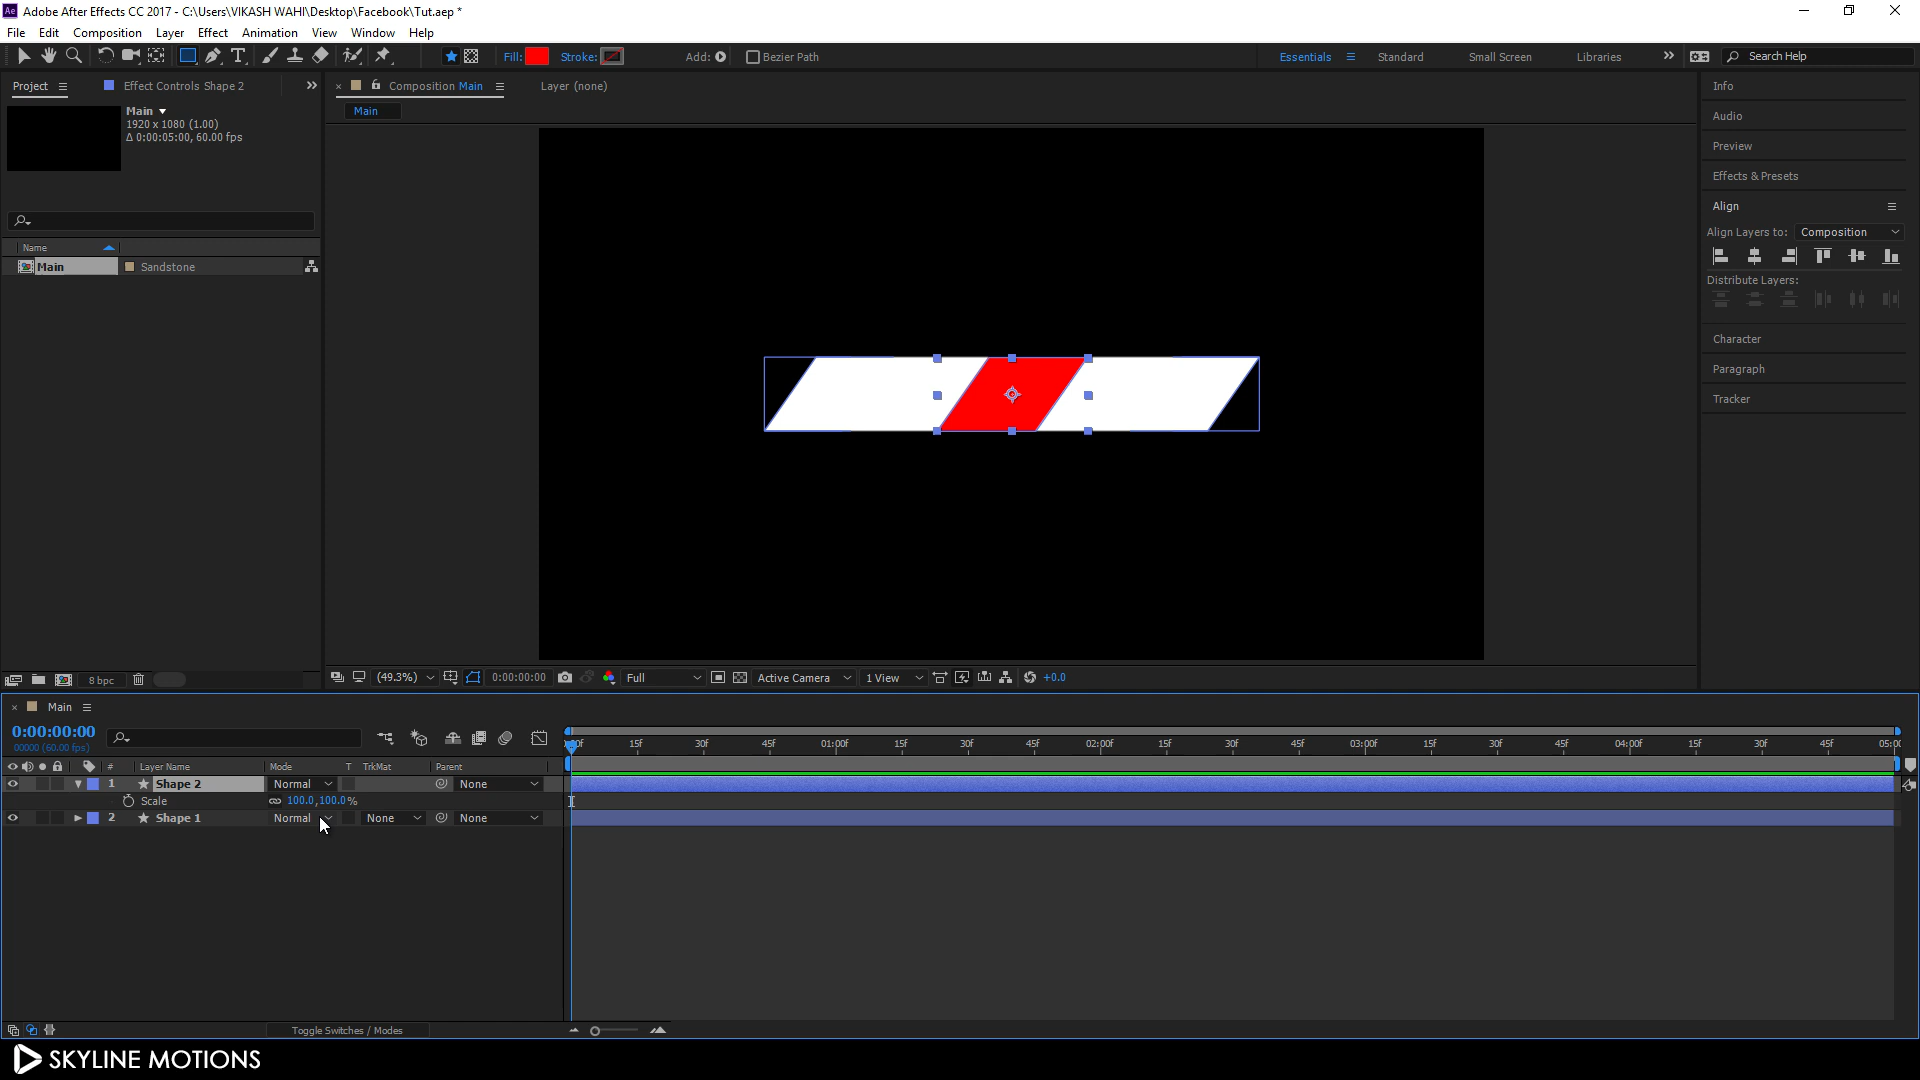 Adobe After Effects CC 2017 - C:\Users\VIKASH WAHI\Desktop\Facebook\Tut.aep *
File Edit Composition Layer Effect Animation View Window Help
Fill: Stroke: Add: Bezier Path Essentials Standard Small Screen Libraries Search Help
Project Effect Controls Shape 2
Composition Main Layer (none)
Main
Main
1920 x 1080 (1.00)
Δ 0:00:05:00, 60.00 fps
Name
Main Sandstone
8 bpc
(49.3%) 0:00:00:00 Full Active Camera 1 View +0.0
Info
Audio
Preview
Effects & Presets
Align
Align Layers to: Composition
Distribute Layers:
Character
Paragraph
Tracker
Main
0:00:00:00
00000 (60.00 fps)
15f 30f 45f 01:00f 15f 30f 45f 02:00f 15f 30f 45f 03:00f 15f 30f 45f 04:00f 15f 30f 45f
# Layer Name Mode T TrkMat Parent
1 Shape 2 Normal None
Scale 100.0,100.0%
2 Shape 1 Normal None None
Toggle Switches / Modes
SKYLINE MOTIONS